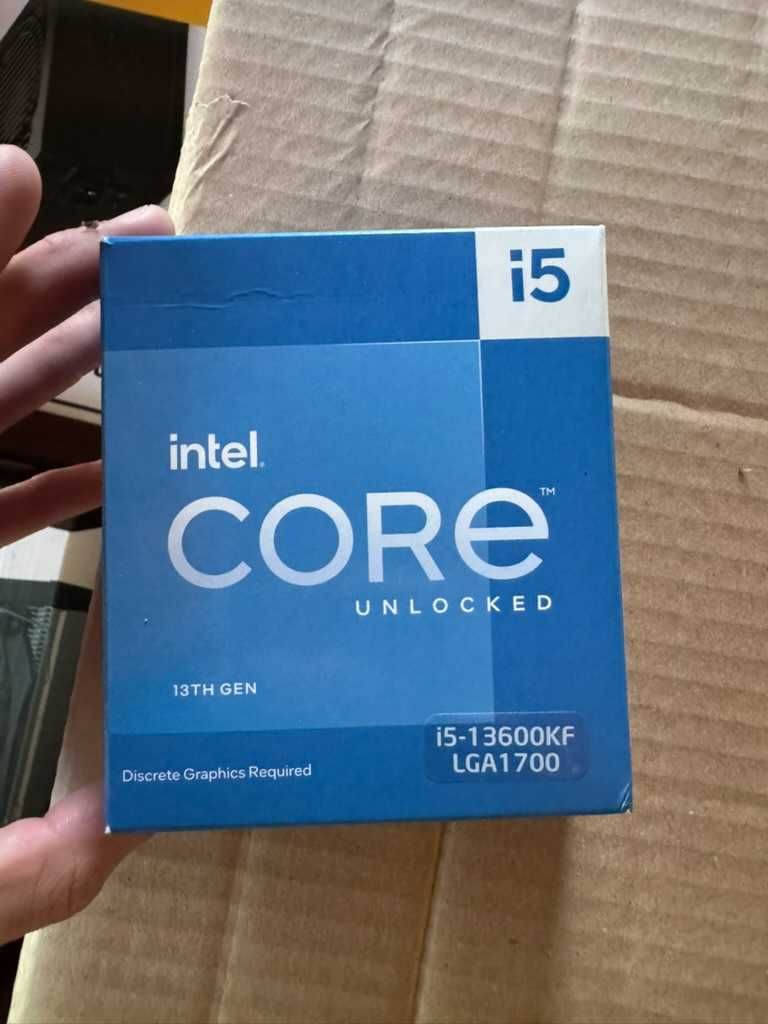 i5
intel.
CORE™
UNLOCKED
13TH GEN
i5-13600KF
LGA1700
Discrete Graphics Required